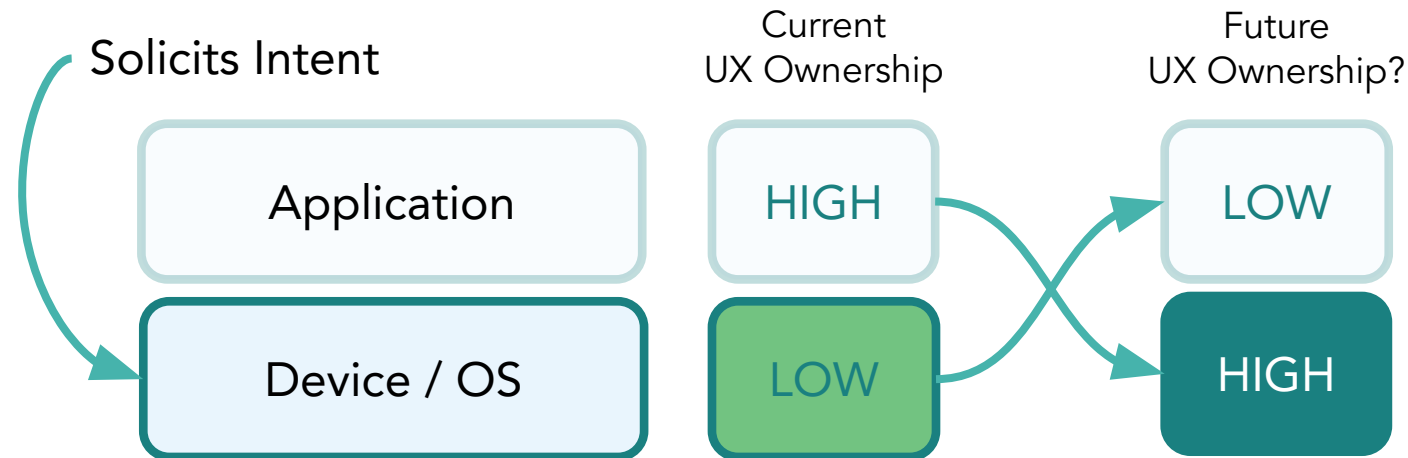 Solicits Intent
Current
UX Ownership
Future
UX Ownership?
Application
HIGH
LOW
Device / OS
LOW
HIGH